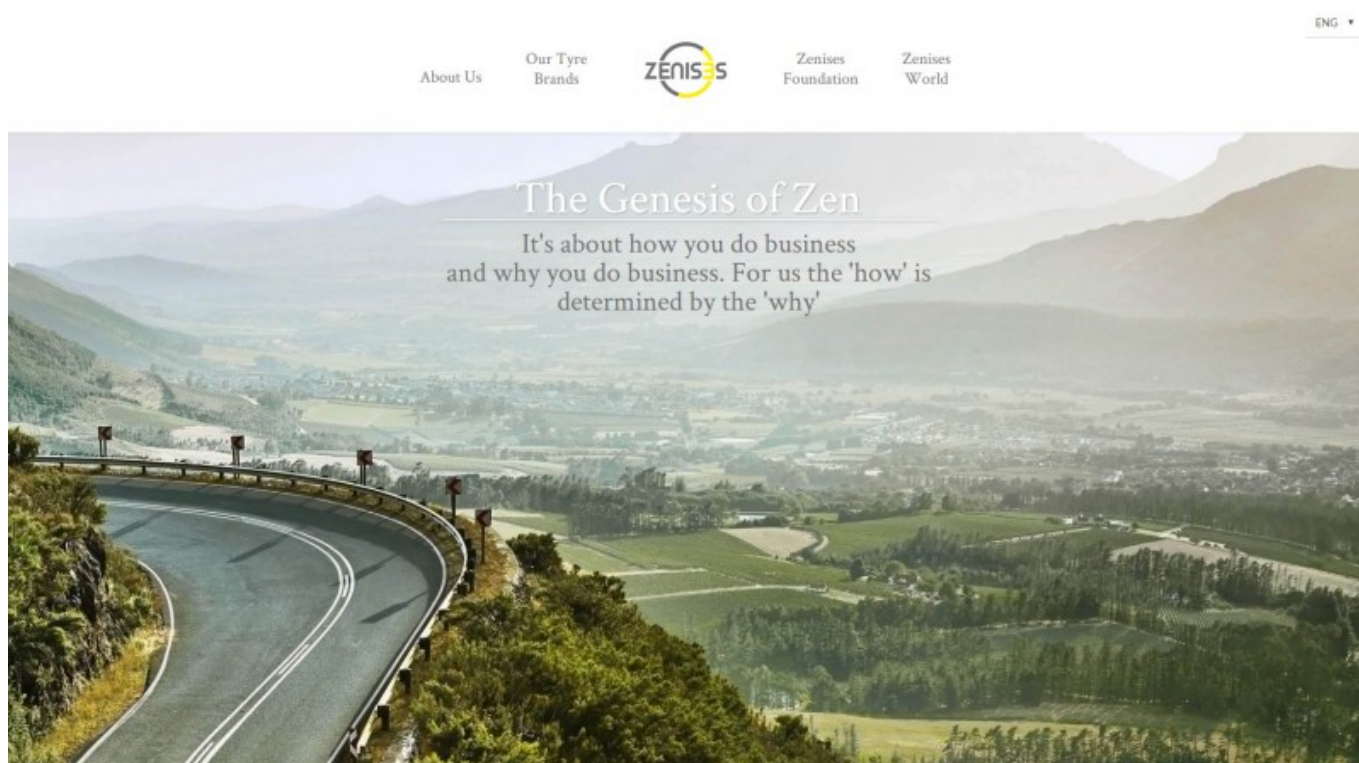 ENG
About Us
Our Tyre
Brands
ZENISES
Zenises
Foundation
Zenises
World
The Genesis of Zen
It's about how you do business
and why you do business. For us the 'how' is
determined by the 'why'